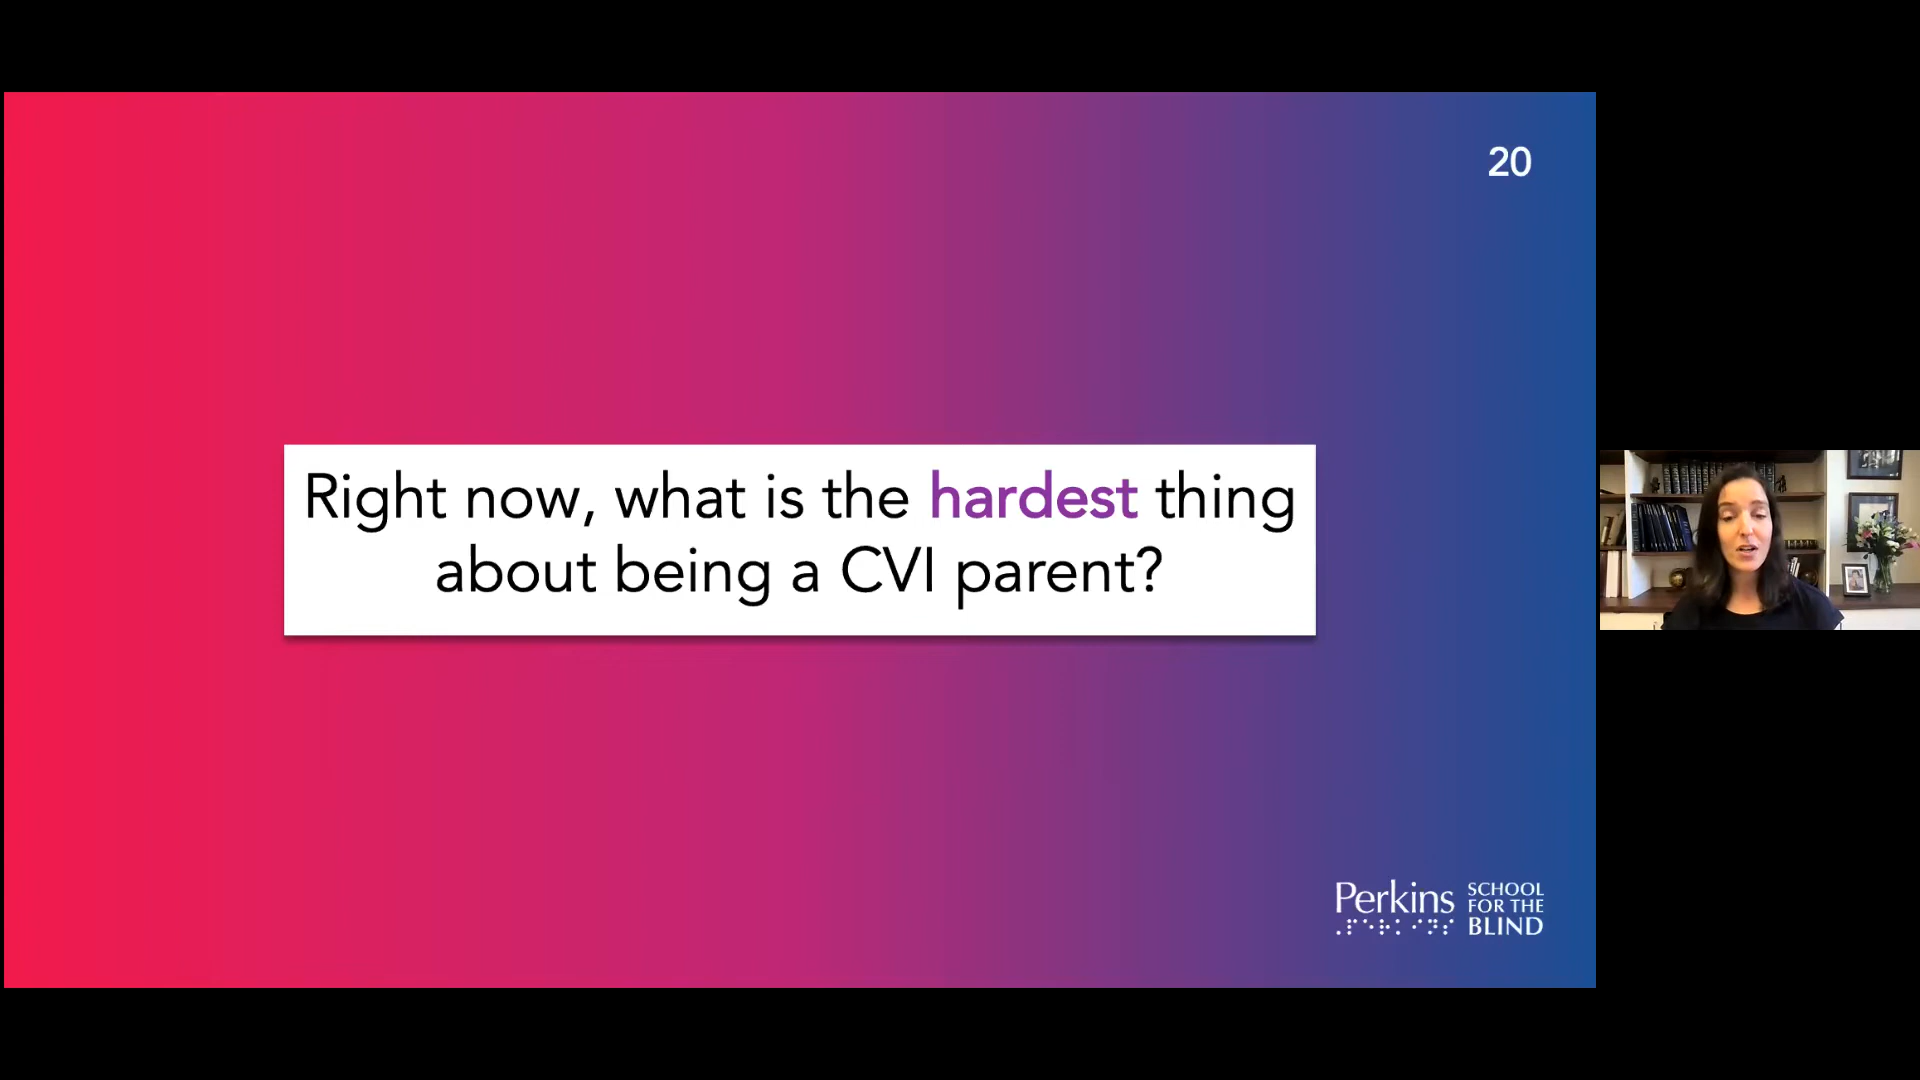 20
Right now, what is the hardest thing
about being a CVI parent?
Perkins
SCHOOL
FOR THE
BLIND
⠠⠏⠑⠗⠅⠊⠝⠎